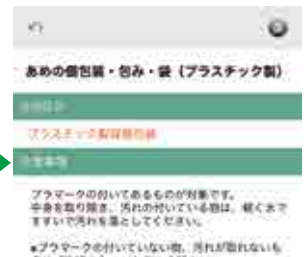 あめの個包装・包み・袋（プラスチック製）
プラスチック製容器包装
プラマークの付いてあるものが対象です。
中身を取り除き、汚れの付いている物は、軽く水で
すすいで汚れを落としてください。
●プラマークの付いていない物、汚れが取れないも